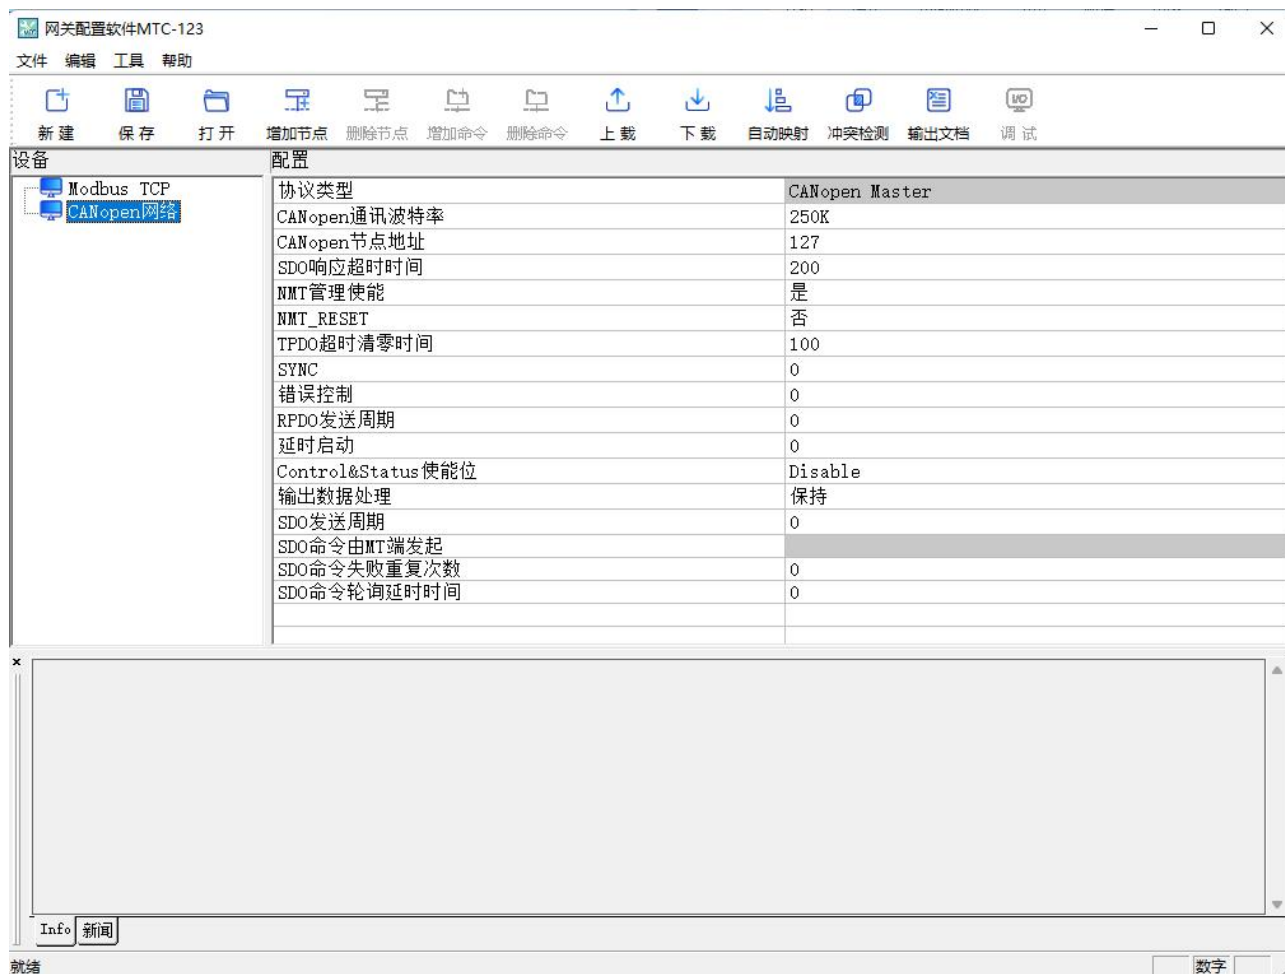 网关配置软件MTC-123
文件 编辑 工具 帮助
新建 保存 打开 增加节点 删除节点 增加命令 删除命令 上载 下载 自动映射 冲突检测 输出文档 调试
设备
Modbus TCP
CANopen网络
配置
协议类型 CANopen Master
CANopen通讯波特率 250K
CANopen节点地址 127
SDO响应超时时间 200
NMT管理使能 是
NMT_RESET 否
TPDO超时清零时间 100
SYNC 0
错误控制 0
RPDO发送周期 0
延时启动 0
Control&Status使能位 Disable
输出数据处理 保持
SDO发送周期 0
SDO命令由MT端发起
SDO命令失败重复次数 0
SDO命令轮询延时时间 0
Info 新闻
就绪 数字